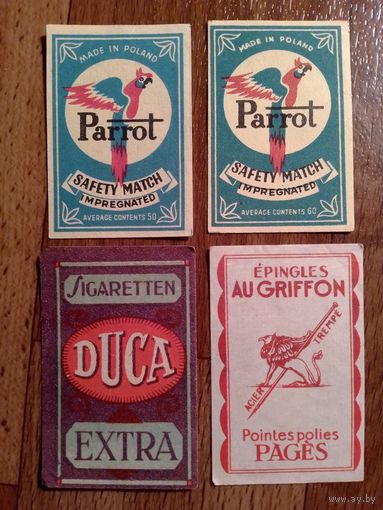 MADE IN POLAND
Parrot
SAFETY MATCH
IMPREGNATED
AVERAGE CONTENTS 50
MADE IN POLAND
Parrot
SAFETY MATCH
IMPREGNATED
AVERAGE CONTENTS 60
SIGARETTEN
DUCA
EXTRA
ÉPINGLES
AU GRIFFON
ACIER TREMPÉ
Pointes polies
PAGÈS
www.ay.by